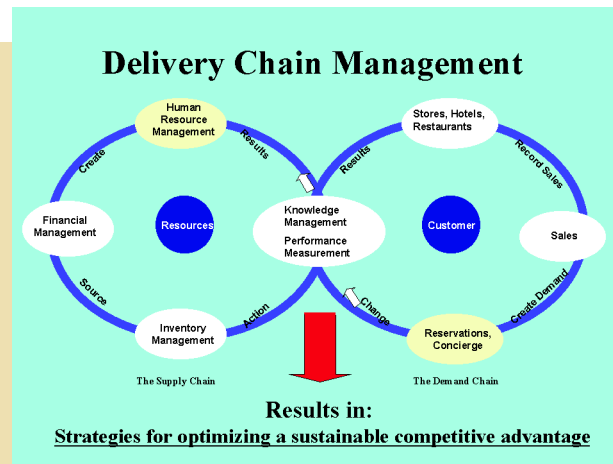 Delivery Chain Management
Human
Resource
Management
Stores, Hotels,
Restaurants
Create
Results
Results
Record Sales
Financial
Management
Resources
Knowledge
Management
Performance
Measurement
Customer
Sales
Source
Action
Change
Create Demand
Inventory
Management
Reservations,
Concierge
The Supply Chain
The Demand Chain
Results in:
Strategies for optimizing a sustainable competitive advantage